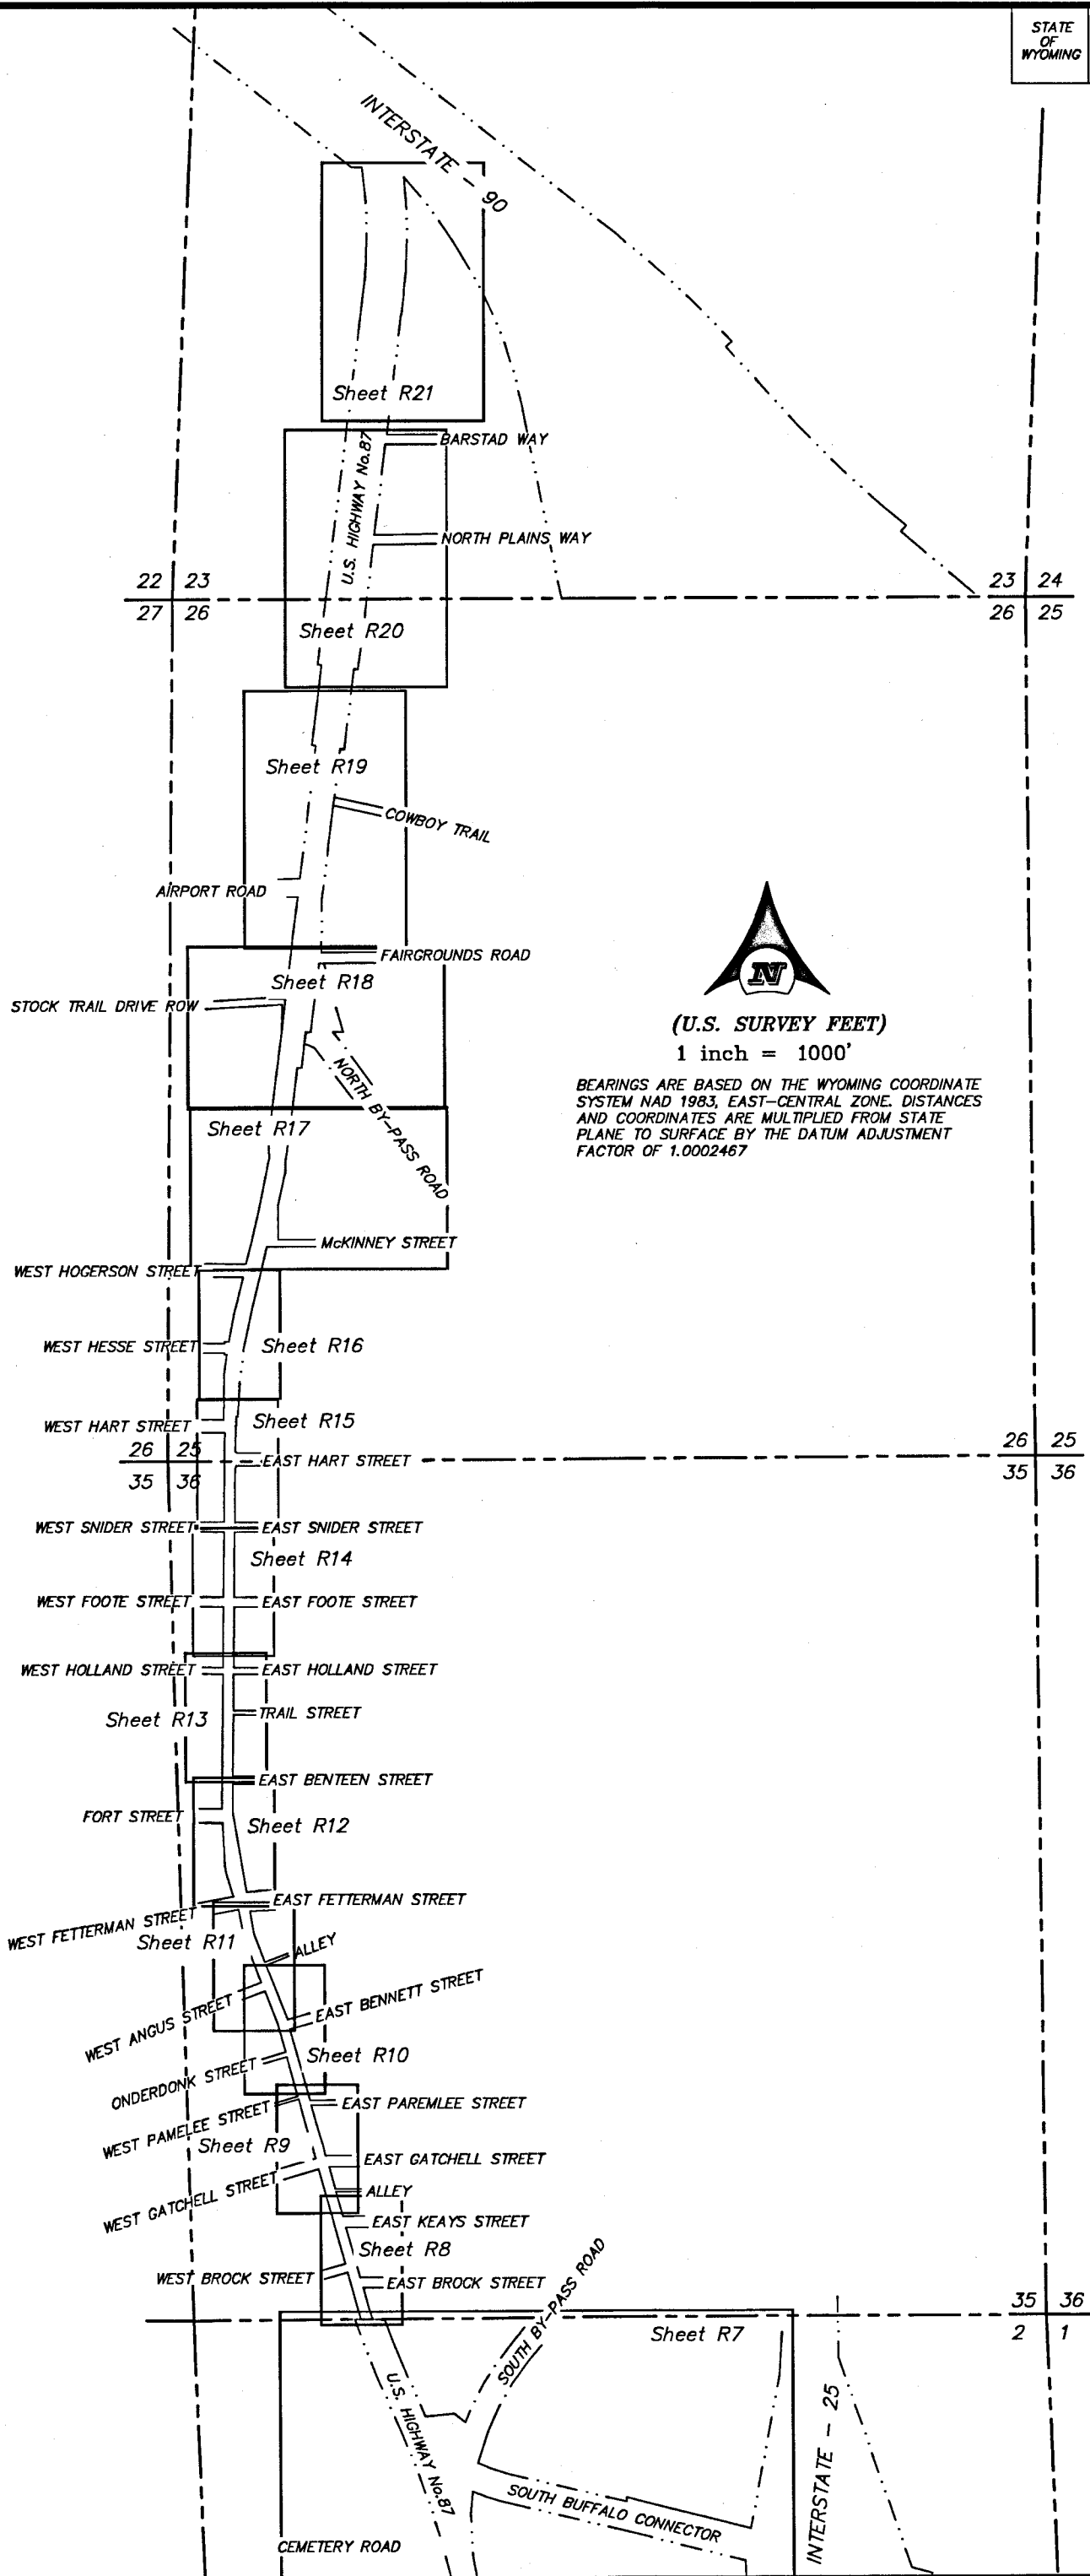 STATE
OF
WYOMING
INTERSTATE - 90
Sheet R21
BARSTAD WAY
U.S. HIGHWAY No.87
NORTH PLAINS WAY
22 23
27 26
23 24
26 25
Sheet R20
Sheet R19
COWBOY TRAIL
AIRPORT ROAD
FAIRGROUNDS ROAD
Sheet R18
STOCK TRAIL DRIVE ROW
N
(U.S. SURVEY FEET)
1 inch = 1000'
BEARINGS ARE BASED ON THE WYOMING COORDINATE
SYSTEM NAD 1983, EAST-CENTRAL ZONE. DISTANCES
AND COORDINATES ARE MULTIPLIED FROM STATE
PLANE TO SURFACE BY THE DATUM ADJUSTMENT
FACTOR OF 1.0002467
NORTH BY-PASS ROAD
Sheet R17
McKINNEY STREET
WEST HOGERSON STREET
WEST HESSE STREET
Sheet R16
WEST HART STREET
Sheet R15
26 25
35 36
EAST HART STREET
26 25
35 36
WEST SNIDER STREET
EAST SNIDER STREET
Sheet R14
WEST FOOTE STREET
EAST FOOTE STREET
WEST HOLLAND STREET
EAST HOLLAND STREET
Sheet R13
TRAIL STREET
EAST BENTEEN STREET
FORT STREET
Sheet R12
EAST FETTERMAN STREET
WEST FETTERMAN STREET
Sheet R11
ALLEY
EAST BENNETT STREET
WEST ANGUS STREET
Sheet R10
ONDERDONK STREET
EAST PAREMLEE STREET
WEST PAMELEE STREET
Sheet R9
EAST GATCHELL STREET
WEST GATCHELL STREET
ALLEY
EAST KEAYS STREET
Sheet R8
WEST BROCK STREET
EAST BROCK STREET
35 36
2 1
SOUTH BY-PASS ROAD
Sheet R7
U.S. HIGHWAY No.87
INTERSTATE - 25
SOUTH BUFFALO CONNECTOR
CEMETERY ROAD